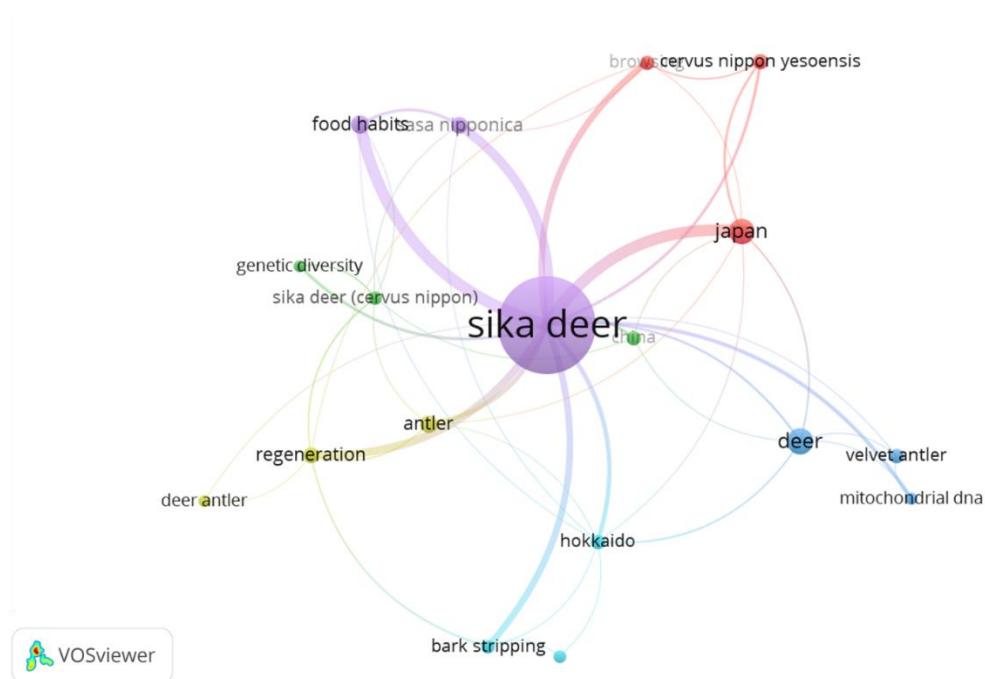 browsing
cervus nippon yesoensis
food habits
sasa nipponica
japan
genetic diversity
sika deer (cervus nippon)
sika deer
china
antler
regeneration
deer
velvet antler
deer antler
mitochondrial dna
hokkaido
bark stripping
VOSviewer